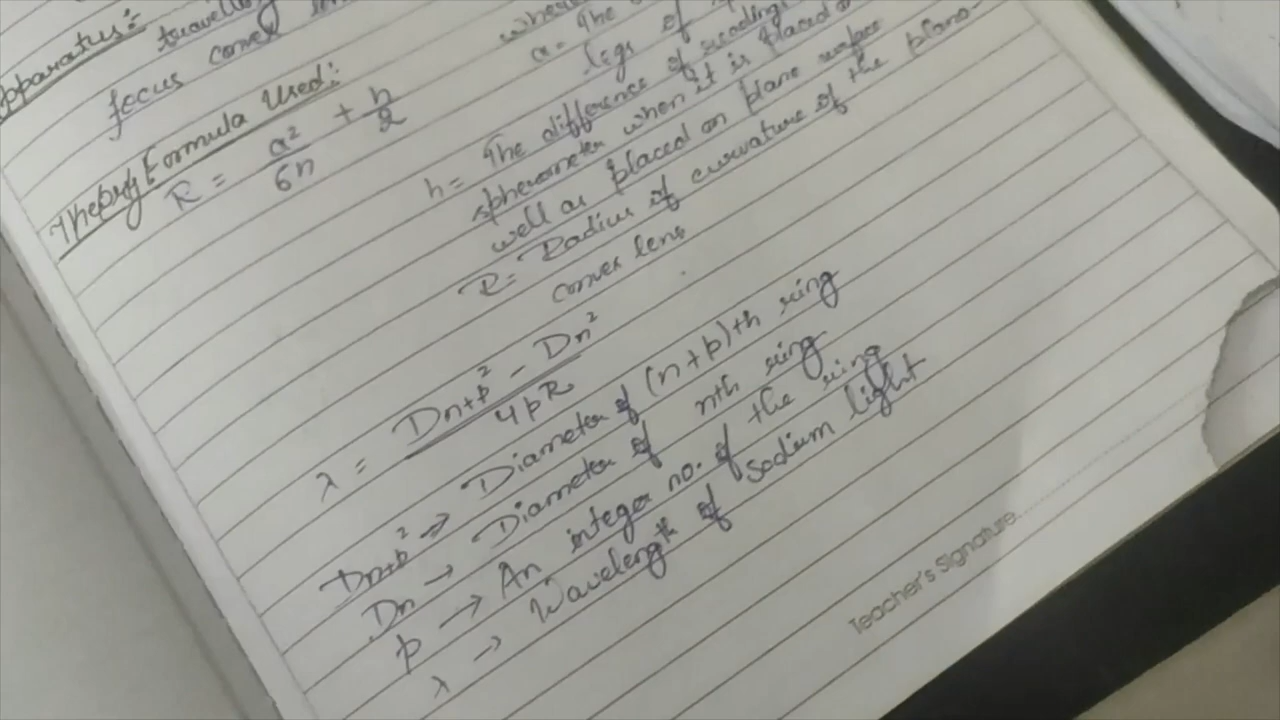 Apparatus:-
travelling
focus convex
Theory & Formula Used:
R = a²/6h + h/2
where
a = The
legs of
h = The difference of readings
spherometer when it is placed on
well as placed on plane surface
R = Radius of curvature of the plano-
convex lens
λ = Dn+p² - Dn² / 4pR
Dn+p² → Diameter of (n+p)th ring
Dn → Diameter of nth ring
p → An integer no. of the ring
λ → Wavelength of sodium light
Teacher's Signature